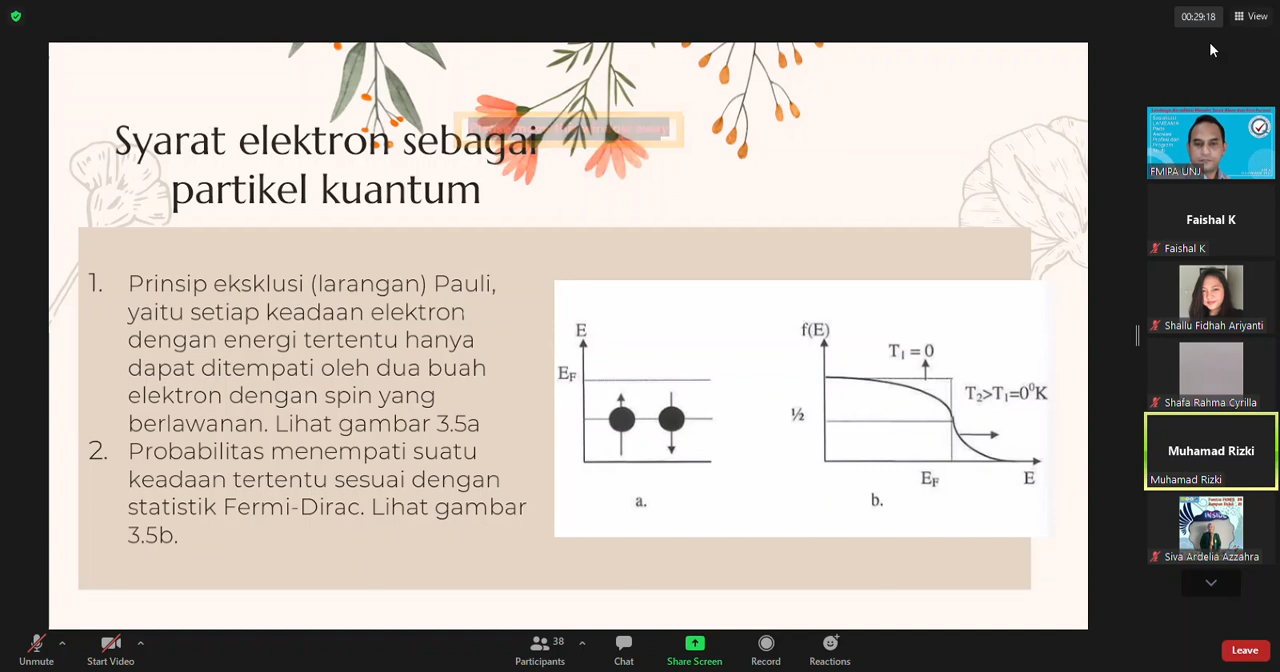 00:29:18
View
Syarat elektron sebagai
partikel kuantum
1. Prinsip eksklusi (larangan) Pauli,
yaitu setiap keadaan elektron
dengan energi tertentu hanya
dapat ditempati oleh dua buah
elektron dengan spin yang
berlawanan. Lihat gambar 3.5a
2. Probabilitas menempati suatu
keadaan tertentu sesuai dengan
statistik Fermi-Dirac. Lihat gambar
3.5b.
E
EF
a.
f(E)
T1 = 0
T2>T1=0⁰K
½
EF
E
b.
FMIPA UNJ
Faishal K
Faishal K
Shallu Fidhah Ariyanti
Shafa Rahma Cyrilla
Muhamad Rizki
Muhamad Rizki
INSIDE
Siva Ardelia Azzahra
Unmute
Start Video
38
Participants
Chat
Share Screen
Record
Reactions
Leave